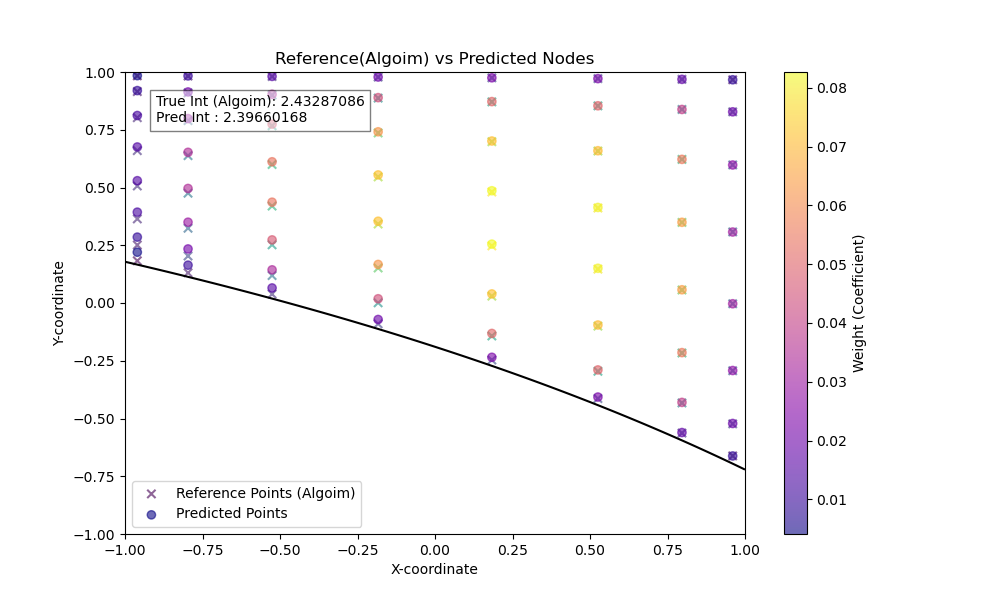 Reference(Algoim) vs Predicted Nodes
True Int (Algoim): 2.43287086
Pred Int : 2.39660168
1.00
0.75
0.50
0.25
0.00
−0.25
−0.50
−0.75
−1.00
Y-coordinate
Reference Points (Algoim)
Predicted Points
−1.00 −0.75 −0.50 −0.25 0.00 0.25 0.50 0.75 1.00
X-coordinate
0.08
0.07
0.06
0.05
0.04
0.03
0.02
0.01
Weight (Coefficient)